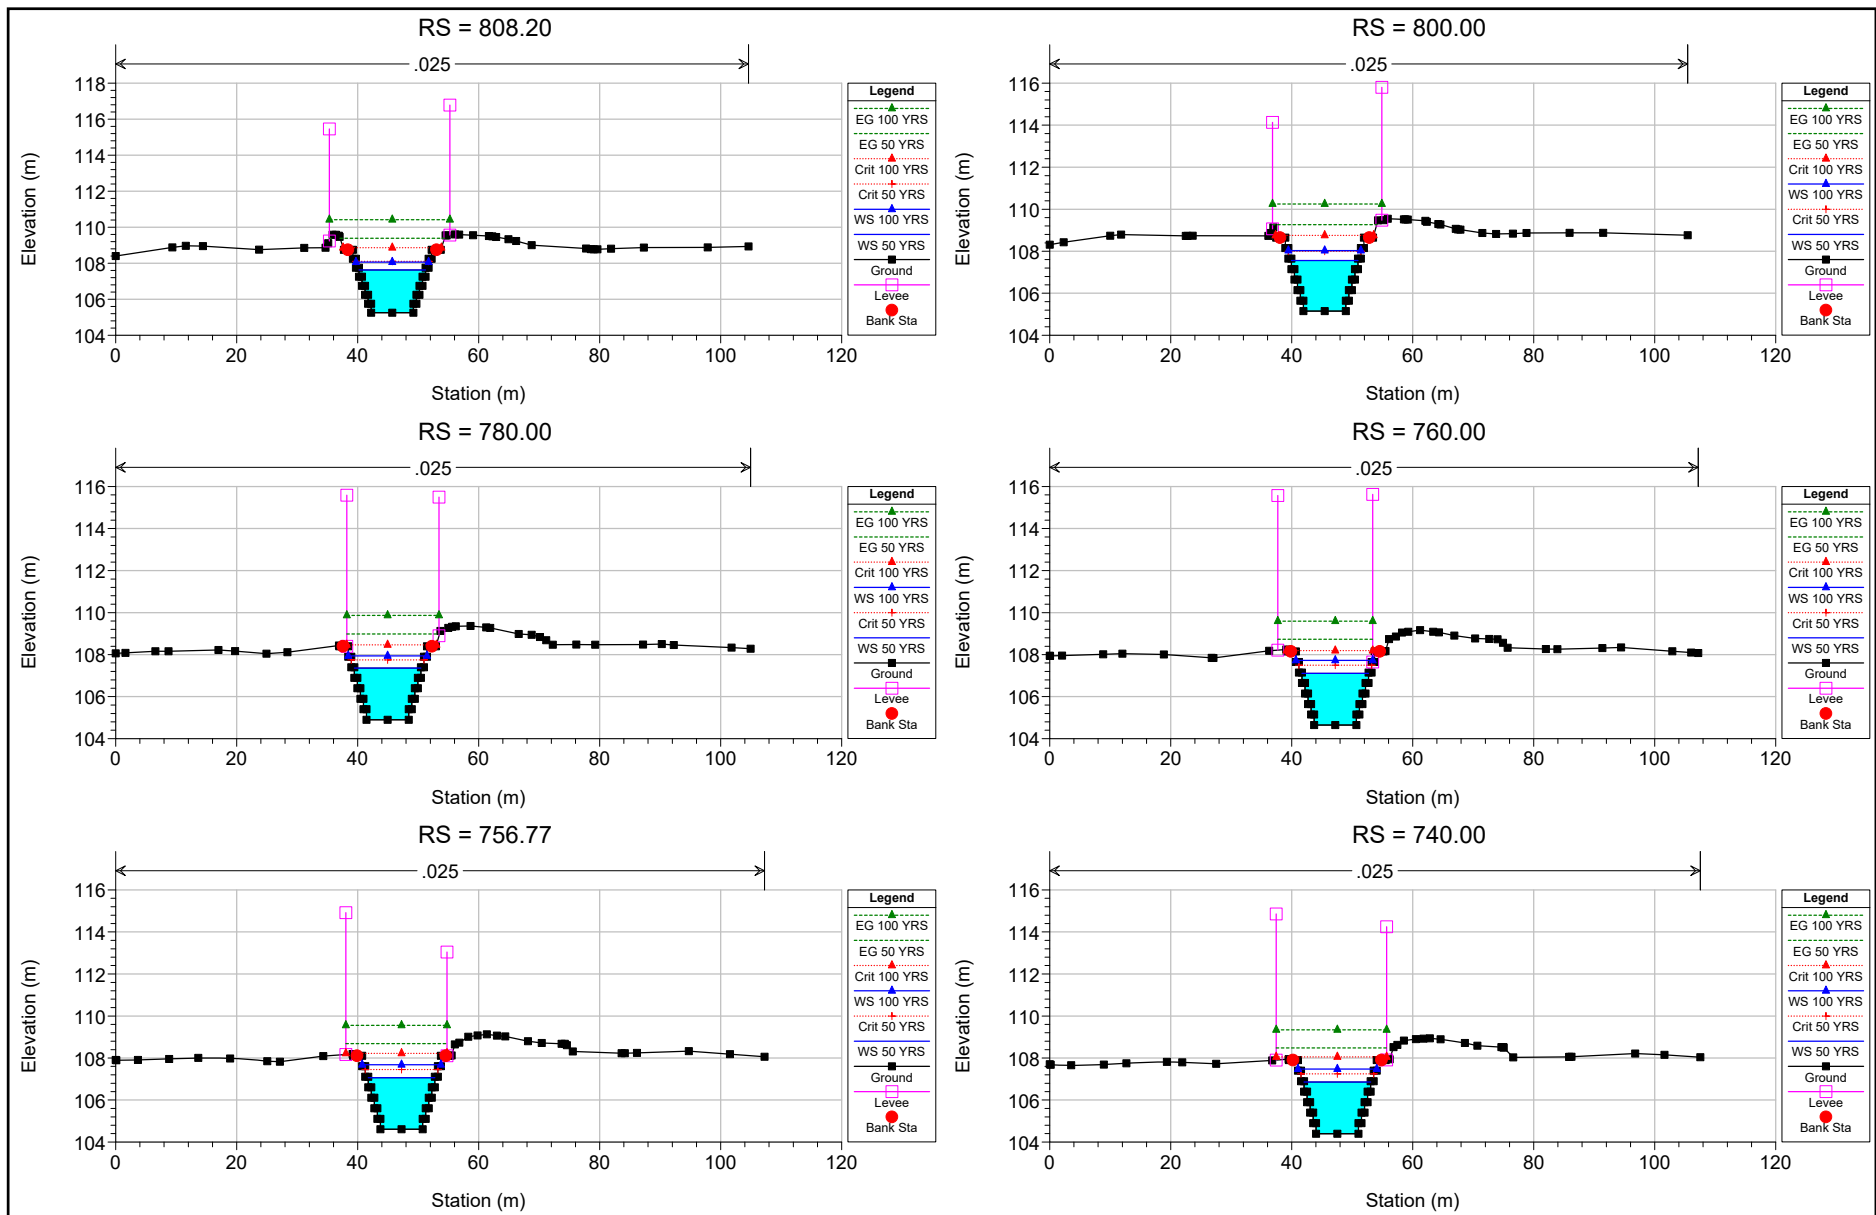 RS = 808.20
.025
118
116
114
112
110
108
106
104
Elevation (m)
0
20
40
60
80
100
120
Station (m)
Legend
EG 100 YRS
EG 50 YRS
Crit 100 YRS
Crit 50 YRS
WS 100 YRS
WS 50 YRS
Ground
Levee
Bank Sta
RS = 800.00
.025
116
114
112
110
108
106
104
Elevation (m)
0
20
40
60
80
100
120
Station (m)
Legend
EG 100 YRS
EG 50 YRS
Crit 100 YRS
WS 100 YRS
Crit 50 YRS
WS 50 YRS
Ground
Levee
Bank Sta
RS = 780.00
.025
116
114
112
110
108
106
104
Elevation (m)
0
20
40
60
80
100
120
Station (m)
Legend
EG 100 YRS
EG 50 YRS
Crit 100 YRS
WS 100 YRS
Crit 50 YRS
WS 50 YRS
Ground
Levee
Bank Sta
RS = 760.00
.025
116
114
112
110
108
106
104
Elevation (m)
0
20
40
60
80
100
120
Station (m)
Legend
EG 100 YRS
EG 50 YRS
Crit 100 YRS
WS 100 YRS
Crit 50 YRS
WS 50 YRS
Ground
Levee
Bank Sta
RS = 756.77
.025
116
114
112
110
108
106
104
Elevation (m)
0
20
40
60
80
100
120
Station (m)
Legend
EG 100 YRS
EG 50 YRS
Crit 100 YRS
WS 100 YRS
Crit 50 YRS
WS 50 YRS
Ground
Levee
Bank Sta
RS = 740.00
.025
116
114
112
110
108
106
104
Elevation (m)
0
20
40
60
80
100
120
Station (m)
Legend
EG 100 YRS
EG 50 YRS
Crit 100 YRS
WS 100 YRS
Crit 50 YRS
WS 50 YRS
Ground
Levee
Bank Sta